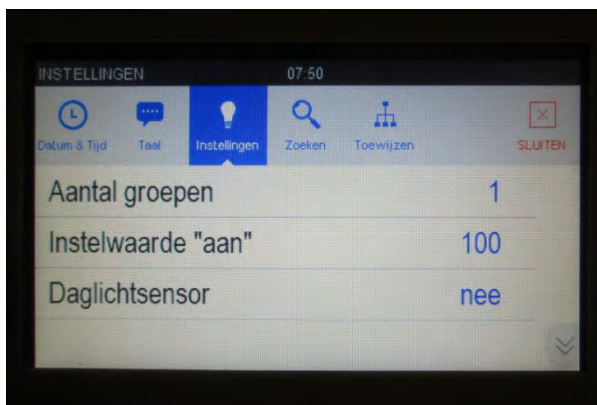 INSTELLINGEN 07:50
Datum & Tijd Taal Instellingen Zoeken Toewijzen SLUITEN
Aantal groepen 1
Instelwaarde "aan" 100
Daglichtsensor nee